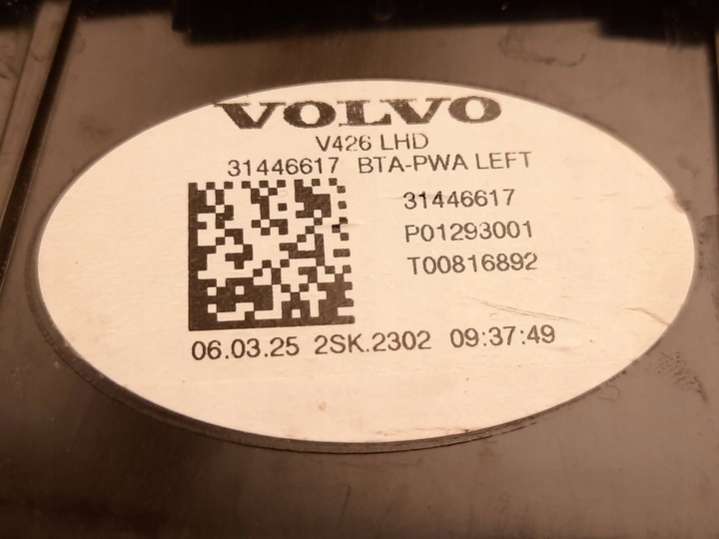 VOLVO
V426 LHD
31446617 BTA-PWA LEFT
31446617
P01293001
T00816892
06.03.25 2SK.2302 09:37:49